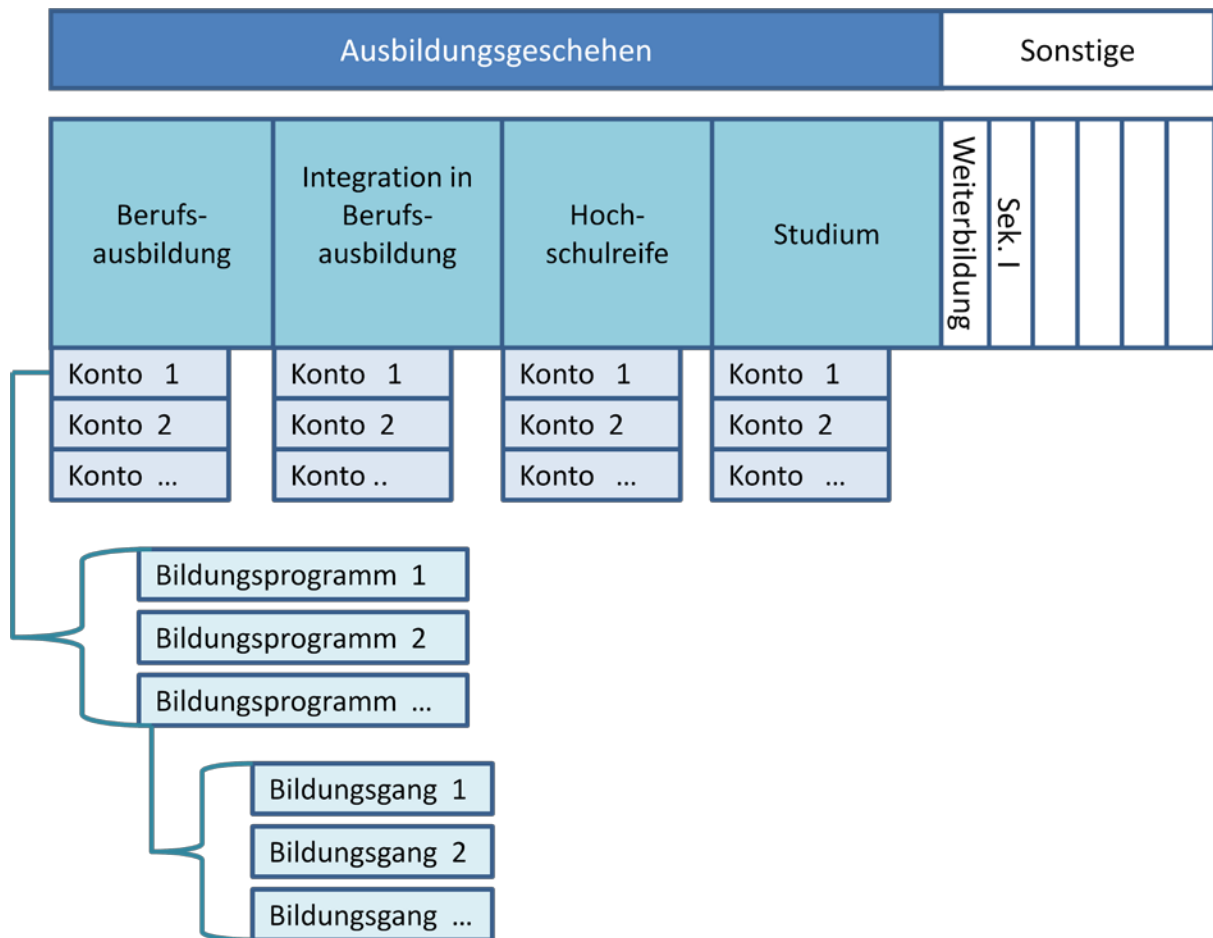 Ausbildungsgeschehen
Sonstige
Berufs-
ausbildung
Integration in
Berufs-
ausbildung
Hoch-
schulreife
Studium
Weiterbildung
Sek. I
Konto 1
Konto 1
Konto 1
Konto 1
Konto 2
Konto 2
Konto 2
Konto 2
Konto ...
Konto ..
Konto ...
Konto ...
Bildungsprogramm 1
Bildungsprogramm 2
Bildungsprogramm ...
Bildungsgang 1
Bildungsgang 2
Bildungsgang ...